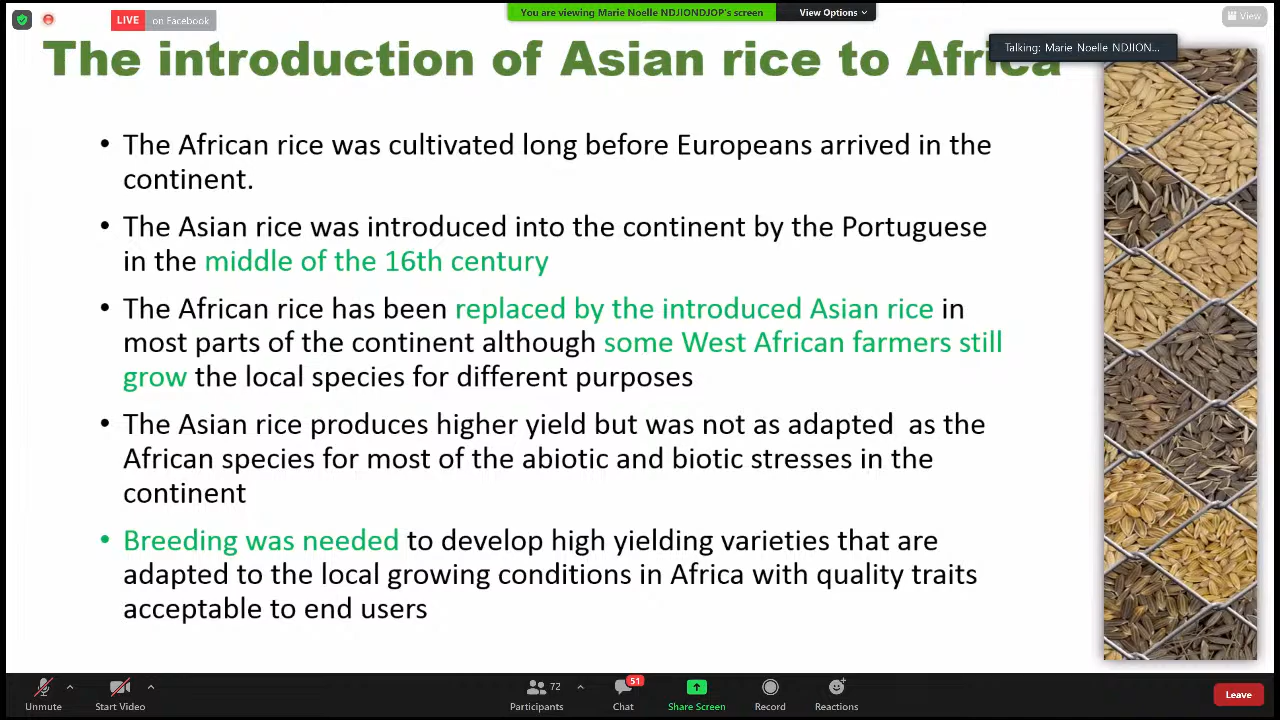 LIVE on Facebook
You are viewing Marie Noelle NDJIONDJOP's screen
View Options
View
Talking: Marie Noelle NDJION...
The introduction of Asian rice to Africa
• The African rice was cultivated long before Europeans arrived in the
continent.
• The Asian rice was introduced into the continent by the Portuguese
in the middle of the 16th century
• The African rice has been replaced by the introduced Asian rice in
most parts of the continent although some West African farmers still
grow the local species for different purposes
• The Asian rice produces higher yield but was not as adapted  as the
African species for most of the abiotic and biotic stresses in the
continent
• Breeding was needed to develop high yielding varieties that are
adapted to the local growing conditions in Africa with quality traits
acceptable to end users
Unmute
Start Video
72
Participants
51
Chat
Share Screen
Record
Reactions
Leave